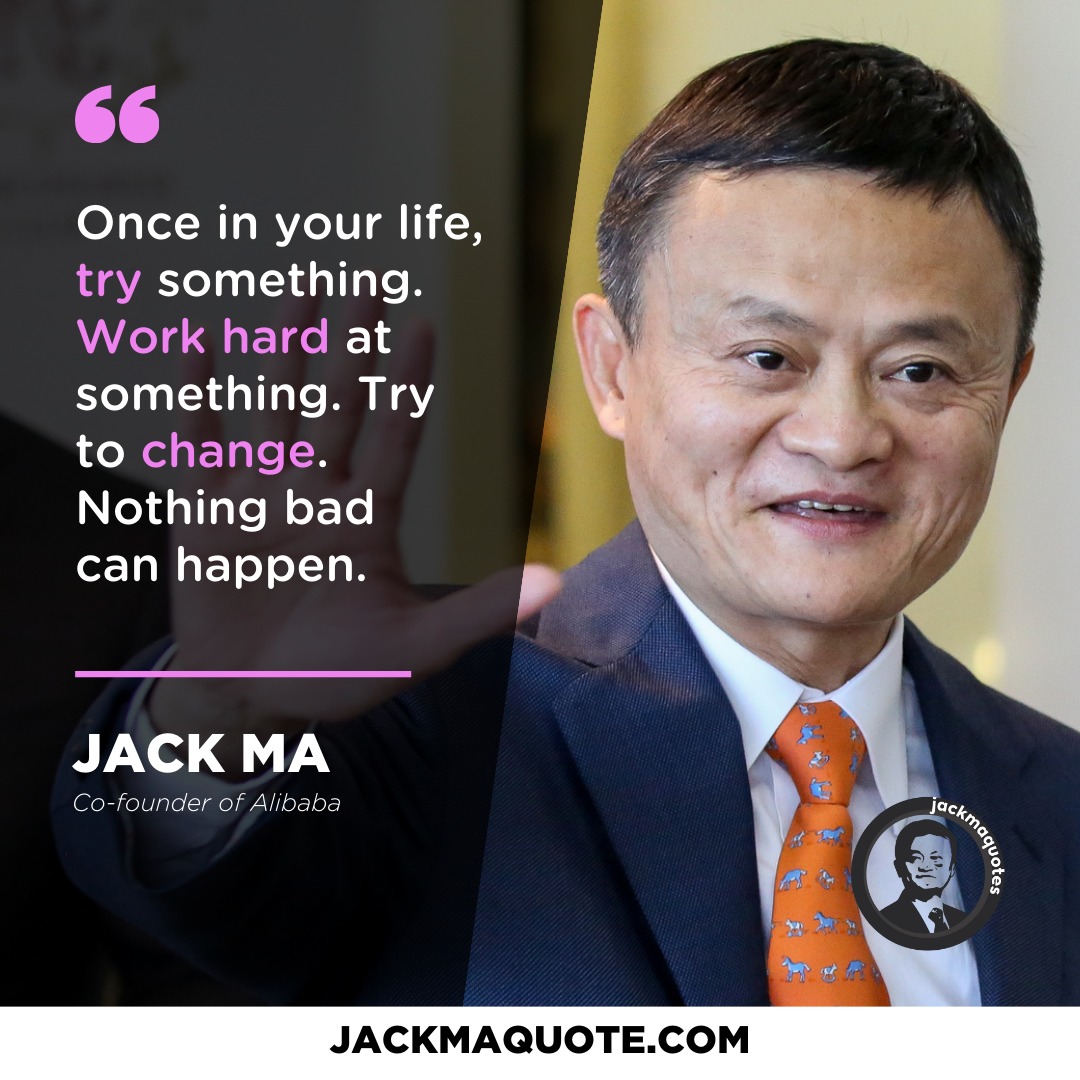 Once in your life,
try something.
Work hard at
something. Try
to change.
Nothing bad
can happen.
JACK MA
Co-founder of Alibaba
jackmaquotes
JACKMAQUOTE.COM